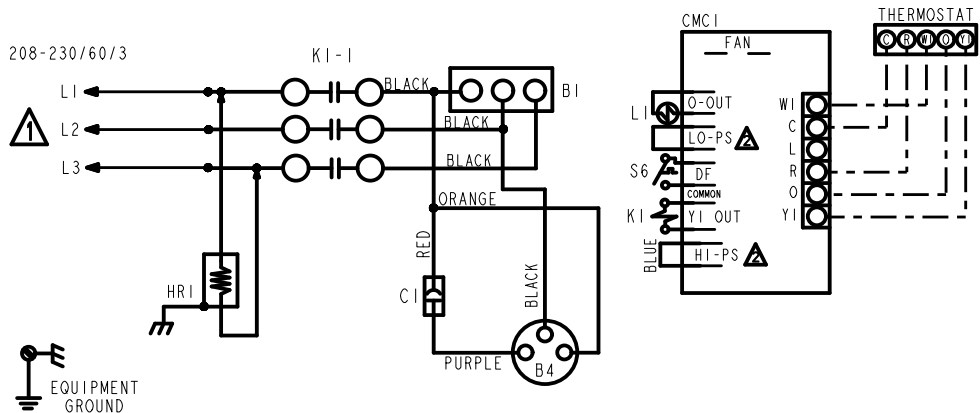 208-230/60/3
K1-1
L1
BLACK
B1
1
L2
BLACK
L3
BLACK
ORANGE
RED
BLACK
HR1
C1
PURPLE
B4
EQUIPMENT
GROUND
CMC1
FAN
THERMOSTAT
C R W1 O Y1
L1
O-OUT
LO-PS
2
S6
DF
COMMON
K1
Y1 OUT
BLUE
HI-PS
2
W1
C
L
R
O
Y1